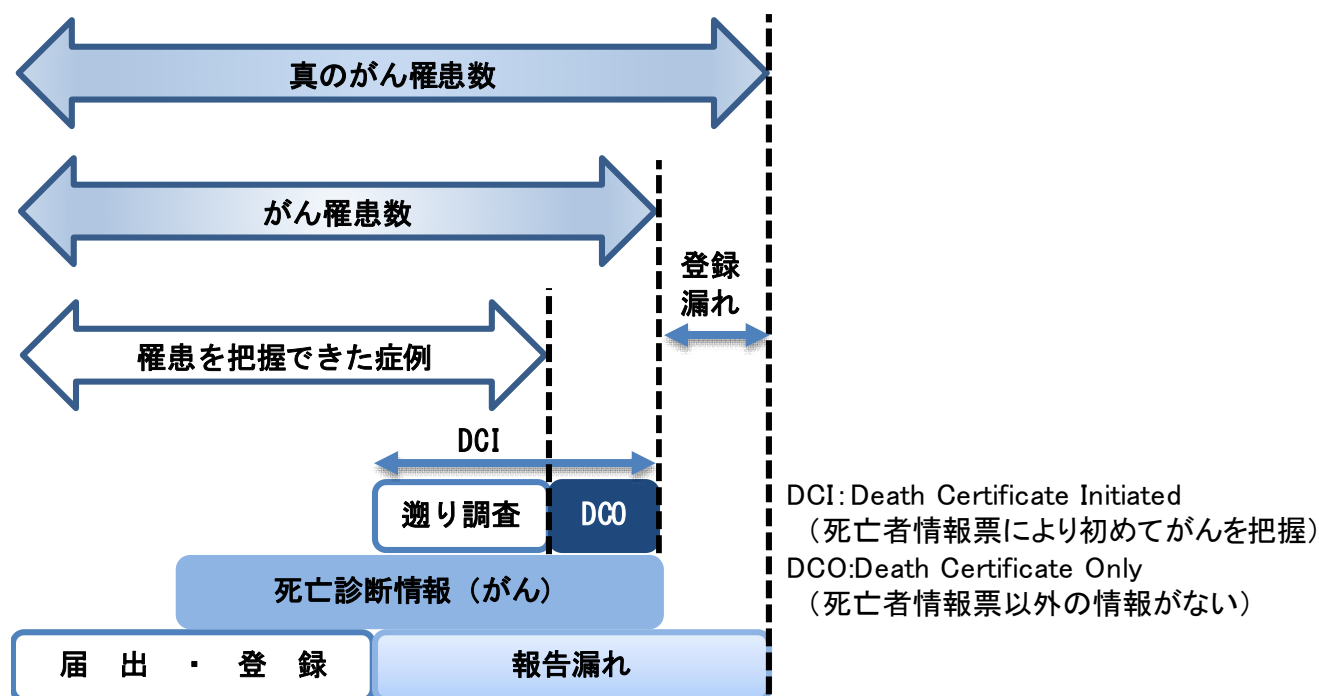 真のがん罹患数
がん罹患数
登録
漏れ
罹患を把握できた症例
DCI
遡り調査
DCO
DCI:Death Certificate Initiated
（死亡者情報票により初めてがんを把握）
DCO:Death Certificate Only
（死亡者情報票以外の情報がない）
死亡診断情報（がん）
届 出 ・ 登 録
報告漏れ